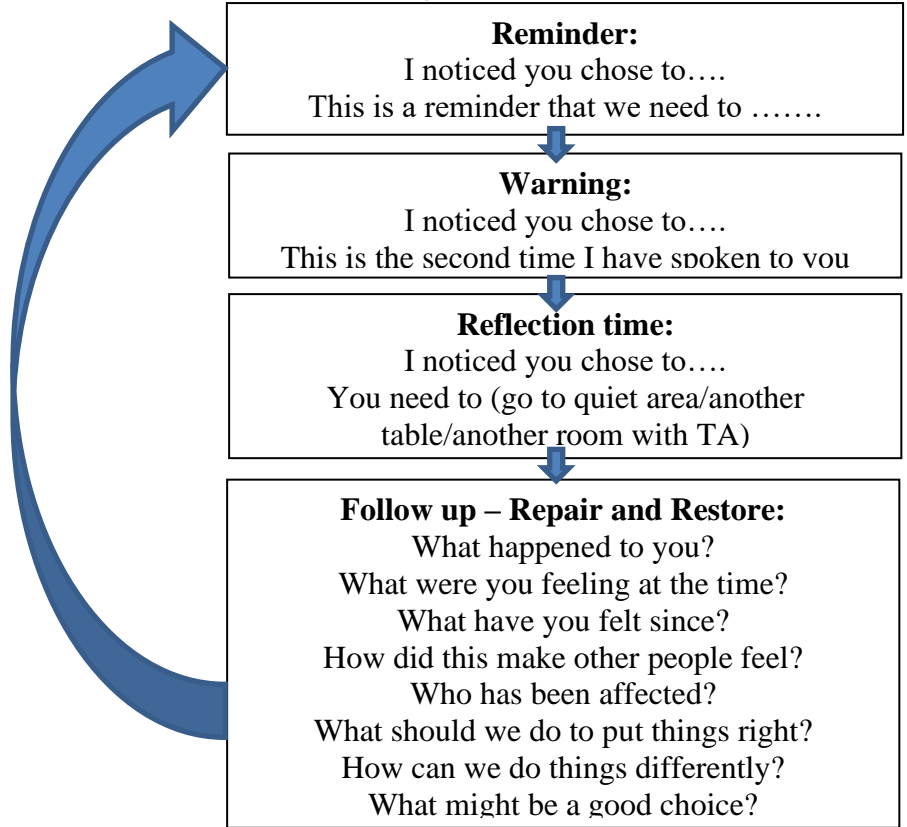 Reminder:
I noticed you chose to….
This is a reminder that we need to …….
Warning:
I noticed you chose to….
This is the second time I have spoken to you
Reflection time:
I noticed you chose to….
You need to (go to quiet area/another
table/another room with TA)
Follow up – Repair and Restore:
What happened to you?
What were you feeling at the time?
What have you felt since?
How did this make other people feel?
Who has been affected?
What should we do to put things right?
How can we do things differently?
What might be a good choice?